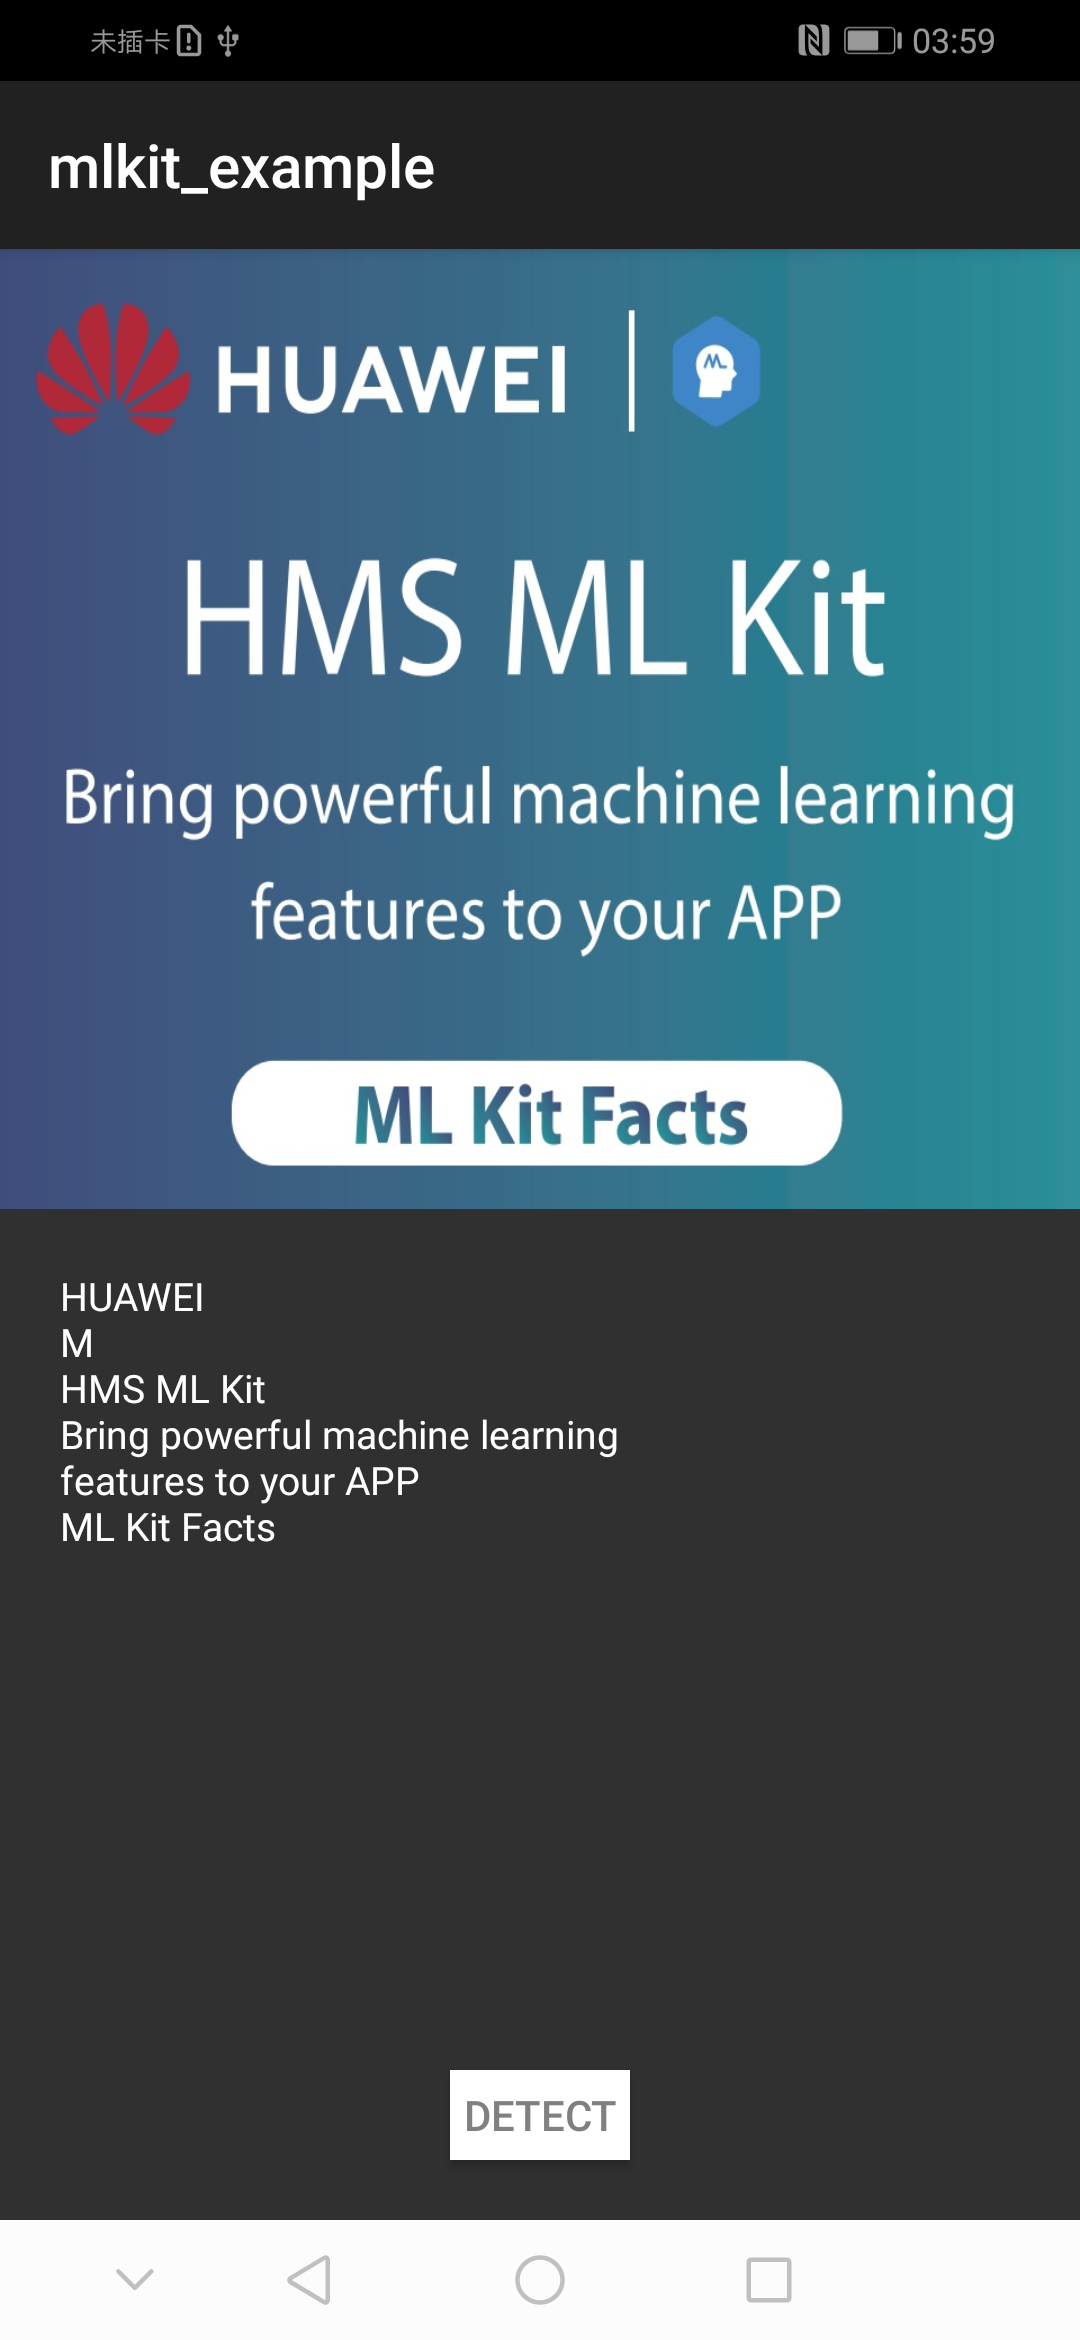 未插卡 03:59
mlkit_example
HUAWEI
ML
HMS ML Kit
Bring powerful machine learning
features to your APP
ML Kit Facts
HUAWEI
M
HMS ML Kit
Bring powerful machine learning
features to your APP
ML Kit Facts
DETECT